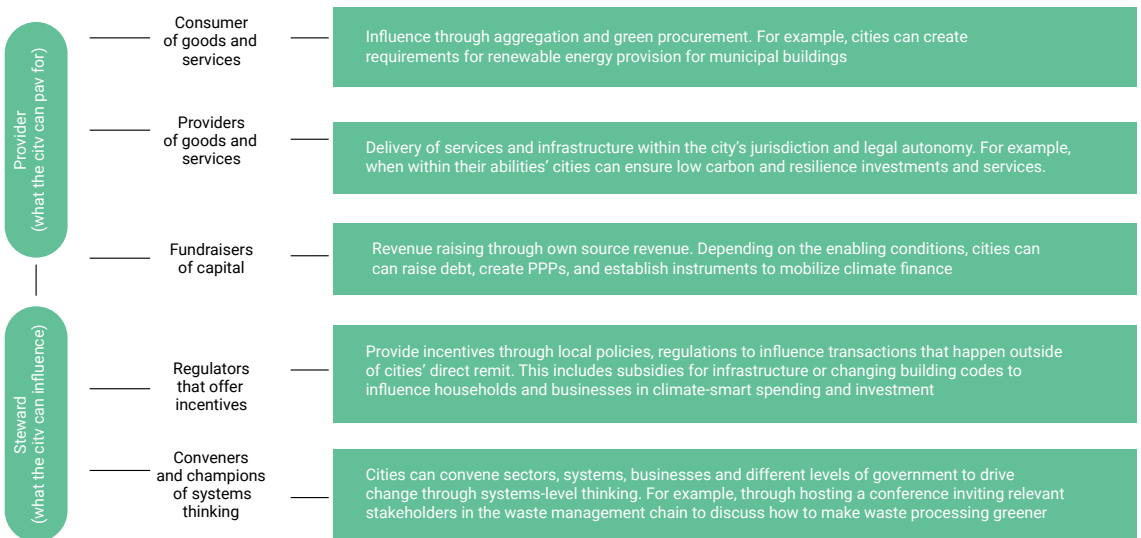 Provider
(what the city can pay for)
Consumer
of goods and
services
Influence through aggregation and green procurement. For example, cities can create
requirements for renewable energy provision for municipal buildings
Providers
of goods and
services
Delivery of services and infrastructure within the city's jurisdiction and legal autonomy. For example,
when within their abilities' cities can ensure low carbon and resilience investments and services.
Fundraisers
of capital
Revenue raising through own source revenue. Depending on the enabling conditions, cities can
can raise debt, create PPPs, and establish instruments to mobilize climate finance
Steward
(what the city can influence)
Regulators
that offer
incentives
Provide incentives through local policies, regulations to influence transactions that happen outside
of cities' direct remit. This includes subsidies for infrastructure or changing building codes to
influence households and businesses in climate-smart spending and investment
Conveners
and champions
of systems
thinking
Cities can convene sectors, systems, businesses and different levels of government to drive
change through systems-level thinking. For example, through hosting a conference inviting relevant
stakeholders in the waste management chain to discuss how to make waste processing greener